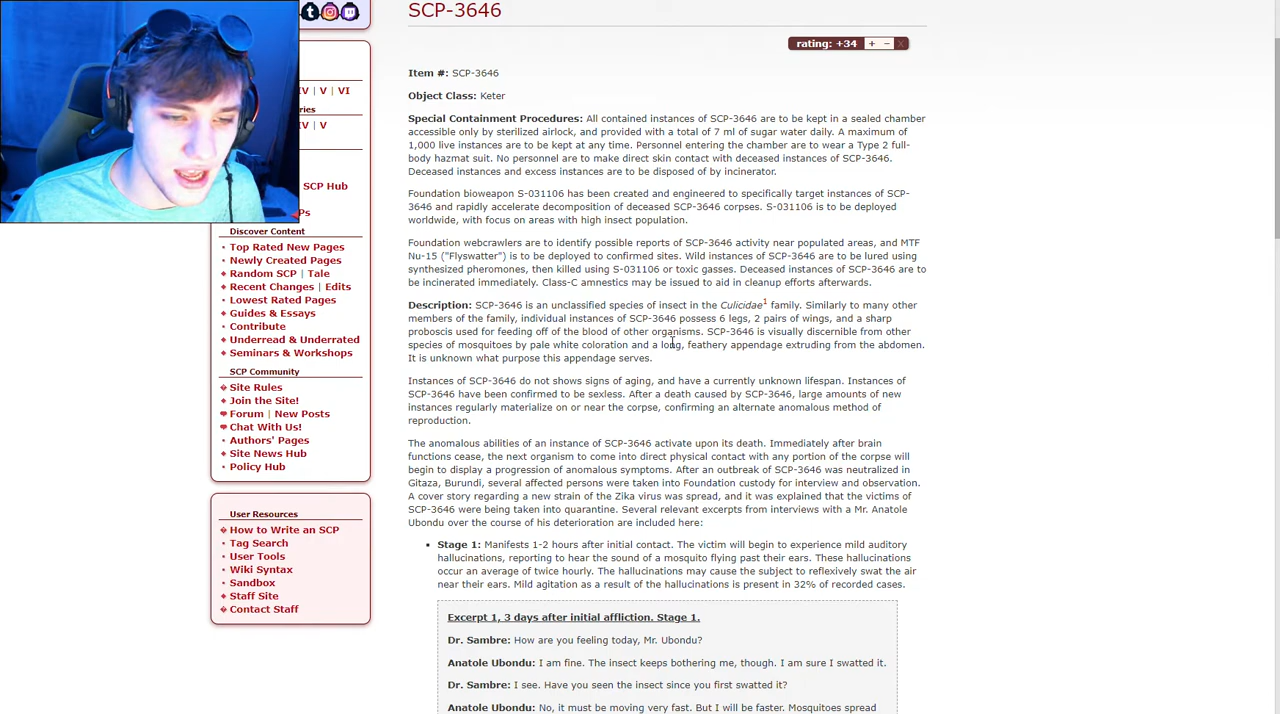 SCP-3646
rating: +34 + − X
IV | V | VI
ries
IV | V
SCP Hub
Ps
Discover Content
Top Rated New Pages
Newly Created Pages
Random SCP | Tale
Recent Changes | Edits
Lowest Rated Pages
Guides & Essays
Contribute
Underread & Underrated
Seminars & Workshops
SCP Community
Site Rules
Join the Site!
Forum | New Posts
Chat With Us!
Authors' Pages
Site News Hub
Policy Hub
User Resources
How to Write an SCP
Tag Search
User Tools
Wiki Syntax
Sandbox
Staff Site
Contact Staff
Item #: SCP-3646
Object Class: Keter
Special Containment Procedures: All contained instances of SCP-3646 are to be kept in a sealed chamber
accessible only by sterilized airlock, and provided with a total of 7 ml of sugar water daily. A maximum of
1,000 live instances are to be kept at any time. Personnel entering the chamber are to wear a Type 2 full-
body hazmat suit. No personnel are to make direct skin contact with deceased instances of SCP-3646.
Deceased instances and excess instances are to be disposed of by incinerator.
Foundation bioweapon S-031106 has been created and engineered to specifically target instances of SCP-
3646 and rapidly accelerate decomposition of deceased SCP-3646 corpses. S-031106 is to be deployed
worldwide, with focus on areas with high insect population.
Foundation webcrawlers are to identify possible reports of SCP-3646 activity near populated areas, and MTF
Nu-15 ("Flyswatter") is to be deployed to confirmed sites. Wild instances of SCP-3646 are to be lured using
synthesized pheromones, then killed using S-031106 or toxic gasses. Deceased instances of SCP-3646 are to
be incinerated immediately. Class-C amnestics may be issued to aid in cleanup efforts afterwards.
Description: SCP-3646 is an unclassified species of insect in the Culicidae1 family. Similarly to many other
members of the family, individual instances of SCP-3646 possess 6 legs, 2 pairs of wings, and a sharp
proboscis used for feeding off of the blood of other organisms. SCP-3646 is visually discernible from other
species of mosquitoes by pale white coloration and a long, feathery appendage extruding from the abdomen.
It is unknown what purpose this appendage serves.
Instances of SCP-3646 do not shows signs of aging, and have a currently unknown lifespan. Instances of
SCP-3646 have been confirmed to be sexless. After a death caused by SCP-3646, large amounts of new
instances regularly materialize on or near the corpse, confirming an alternate anomalous method of
reproduction.
The anomalous abilities of an instance of SCP-3646 activate upon its death. Immediately after brain
functions cease, the next organism to come into direct physical contact with any portion of the corpse will
begin to display a progression of anomalous symptoms. After an outbreak of SCP-3646 was neutralized in
Gitaza, Burundi, several affected persons were taken into Foundation custody for interview and observation.
A cover story regarding a new strain of the Zika virus was spread, and it was explained that the victims of
SCP-3646 were being taken into quarantine. Several relevant excerpts from interviews with a Mr. Anatole
Ubondu over the course of his deterioration are included here:
Stage 1: Manifests 1-2 hours after initial contact. The victim will begin to experience mild auditory
hallucinations, reporting to hear the sound of a mosquito flying past their ears. These hallucinations
occur an average of twice hourly. The hallucinations may cause the subject to reflexively swat the air
near their ears. Mild agitation as a result of the hallucinations is present in 32% of recorded cases.
Excerpt 1, 3 days after initial affliction. Stage 1.
Dr. Sambre: How are you feeling today, Mr. Ubondu?
Anatole Ubondu: I am fine. The insect keeps bothering me, though. I am sure I swatted it.
Dr. Sambre: I see. Have you seen the insect since you first swatted it?
Anatole Ubondu: No, it must be moving very fast. But I will be faster. Mosquitoes spread